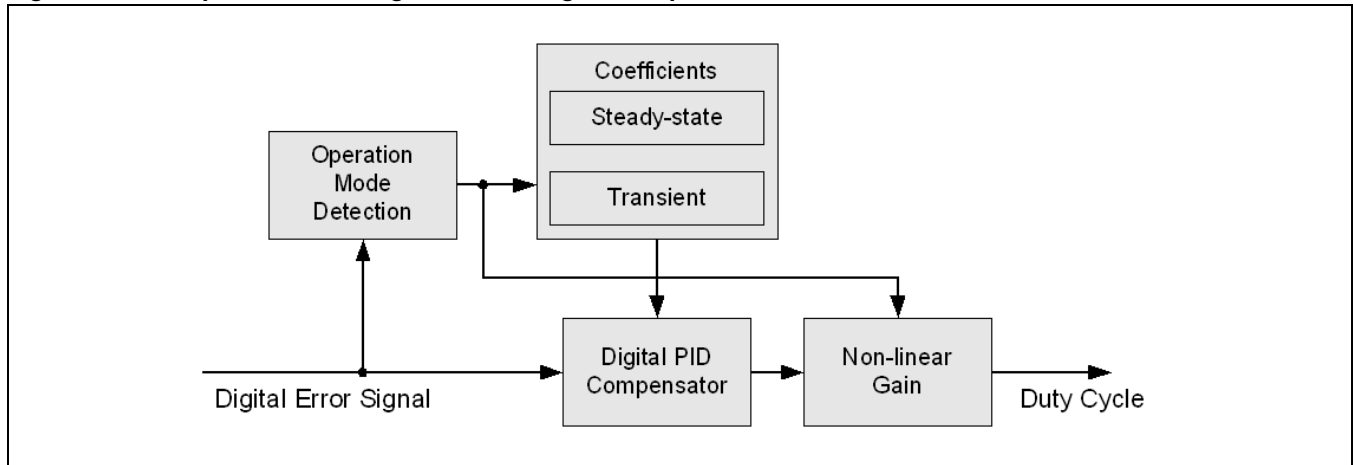 Coefficients
Steady-state
Operation
Mode
Detection
Transient
Digital PID
Compensator
Non-linear
Gain
Digital Error Signal
Duty Cycle